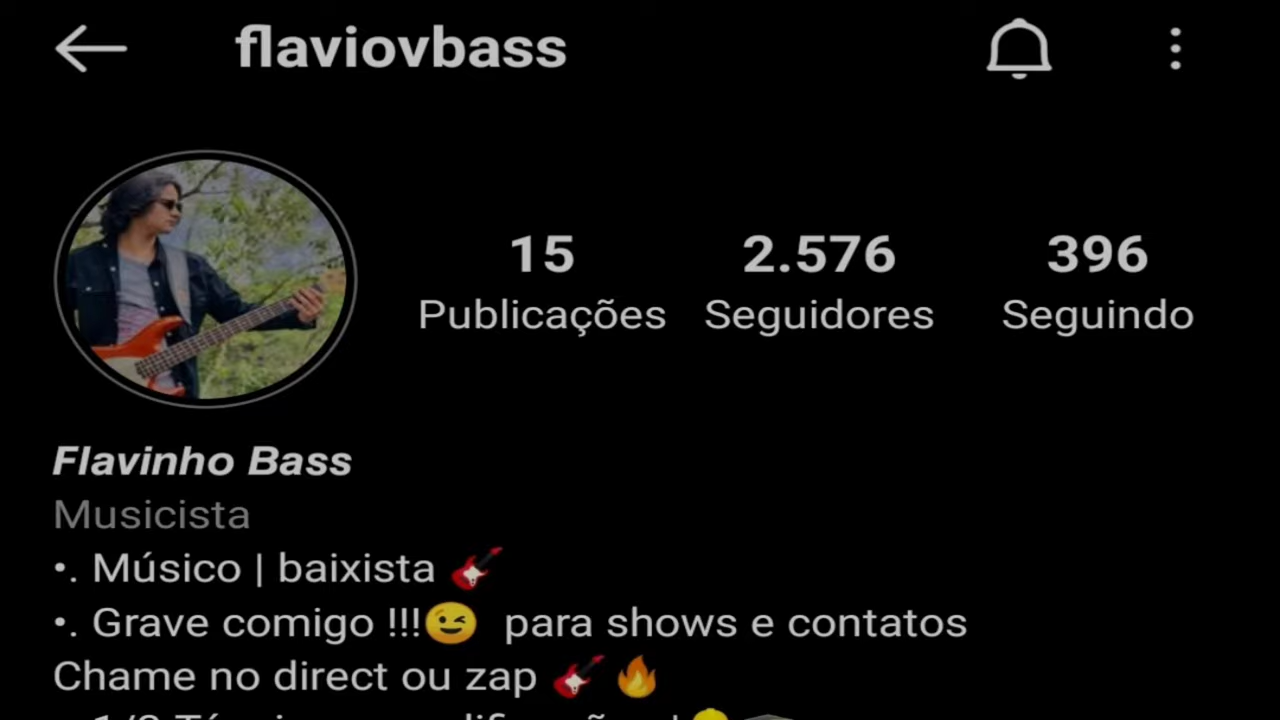 flaviovbass
15 2.576 396
Publicações Seguidores Seguindo
Flavinho Bass
Musicista
•. Músico | baixista 🎸
•. Grave comigo !!!😉 para shows e contatos
Chame no direct ou zap 🎸 🔥